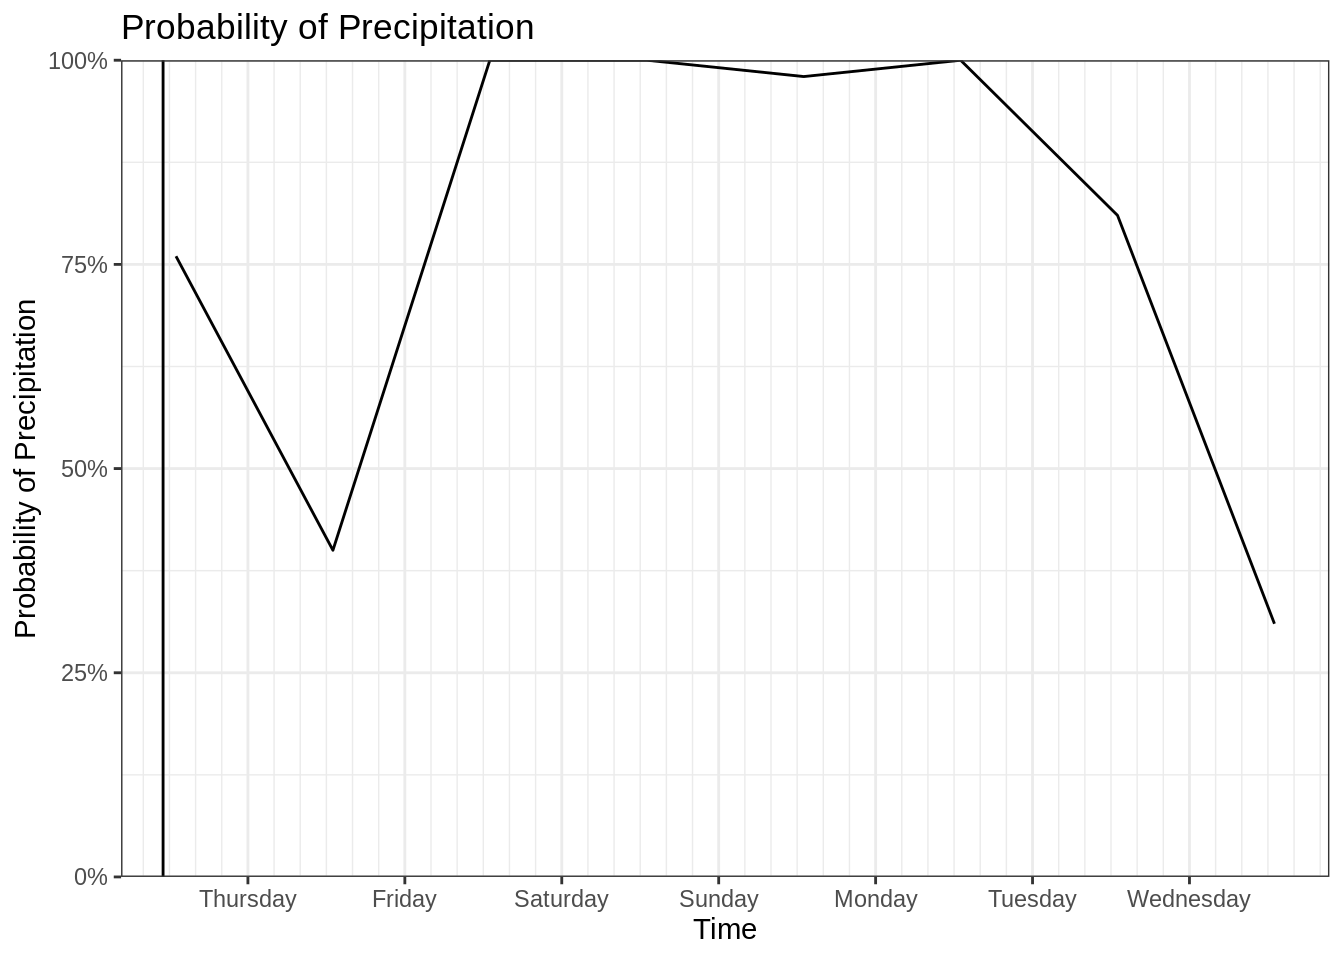 Probability of Precipitation
100%
75%
50%
25%
0%
Probability of Precipitation
Thursday Friday Saturday Sunday Monday Tuesday Wednesday
Time